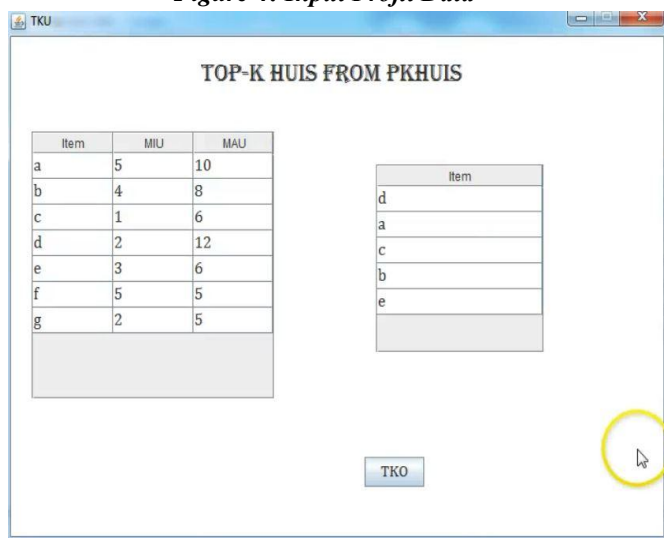 Figure 4: Input Profit Data
TKU
TOP-K HUIS FROM PKHUIS
Item MIU MAU
a 5 10
b 4 8
c 1 6
d 2 12
e 3 6
f 5 5
g 2 5
Item
d
a
c
b
e
TKO